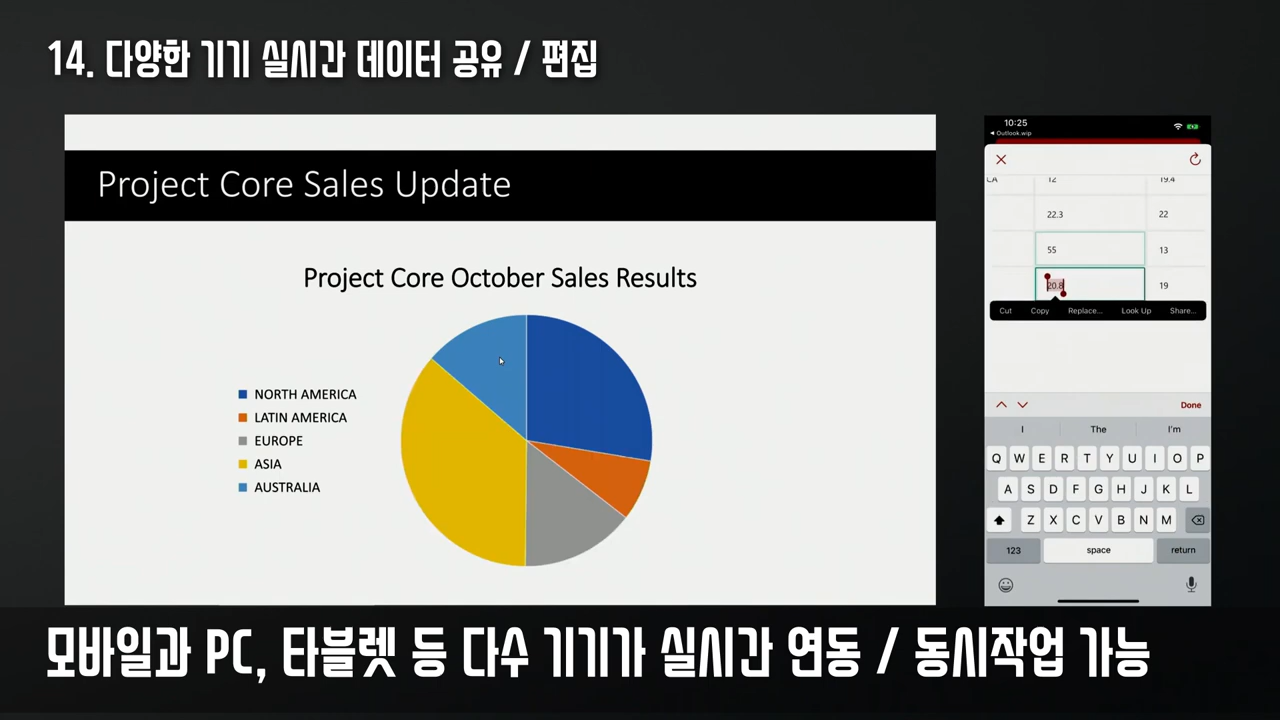 14. 다양한 기기 실시간 데이터 공유 / 편집
Project Core Sales Update
Project Core October Sales Results
NORTH AMERICA
LATIN AMERICA
EUROPE
ASIA
AUSTRALIA
10:25
Outlook.wip
CA 12 19.4
22.3 22
55 13
20.8 19
Cut Copy Replace... Look Up Share...
Done
I The I'm
Q W E R T Y U I O P
A S D F G H J K L
Z X C V B N M
123 space return
모바일과 PC, 타블렛 등 다수 기기가 실시간 연동 / 동시작업 가능